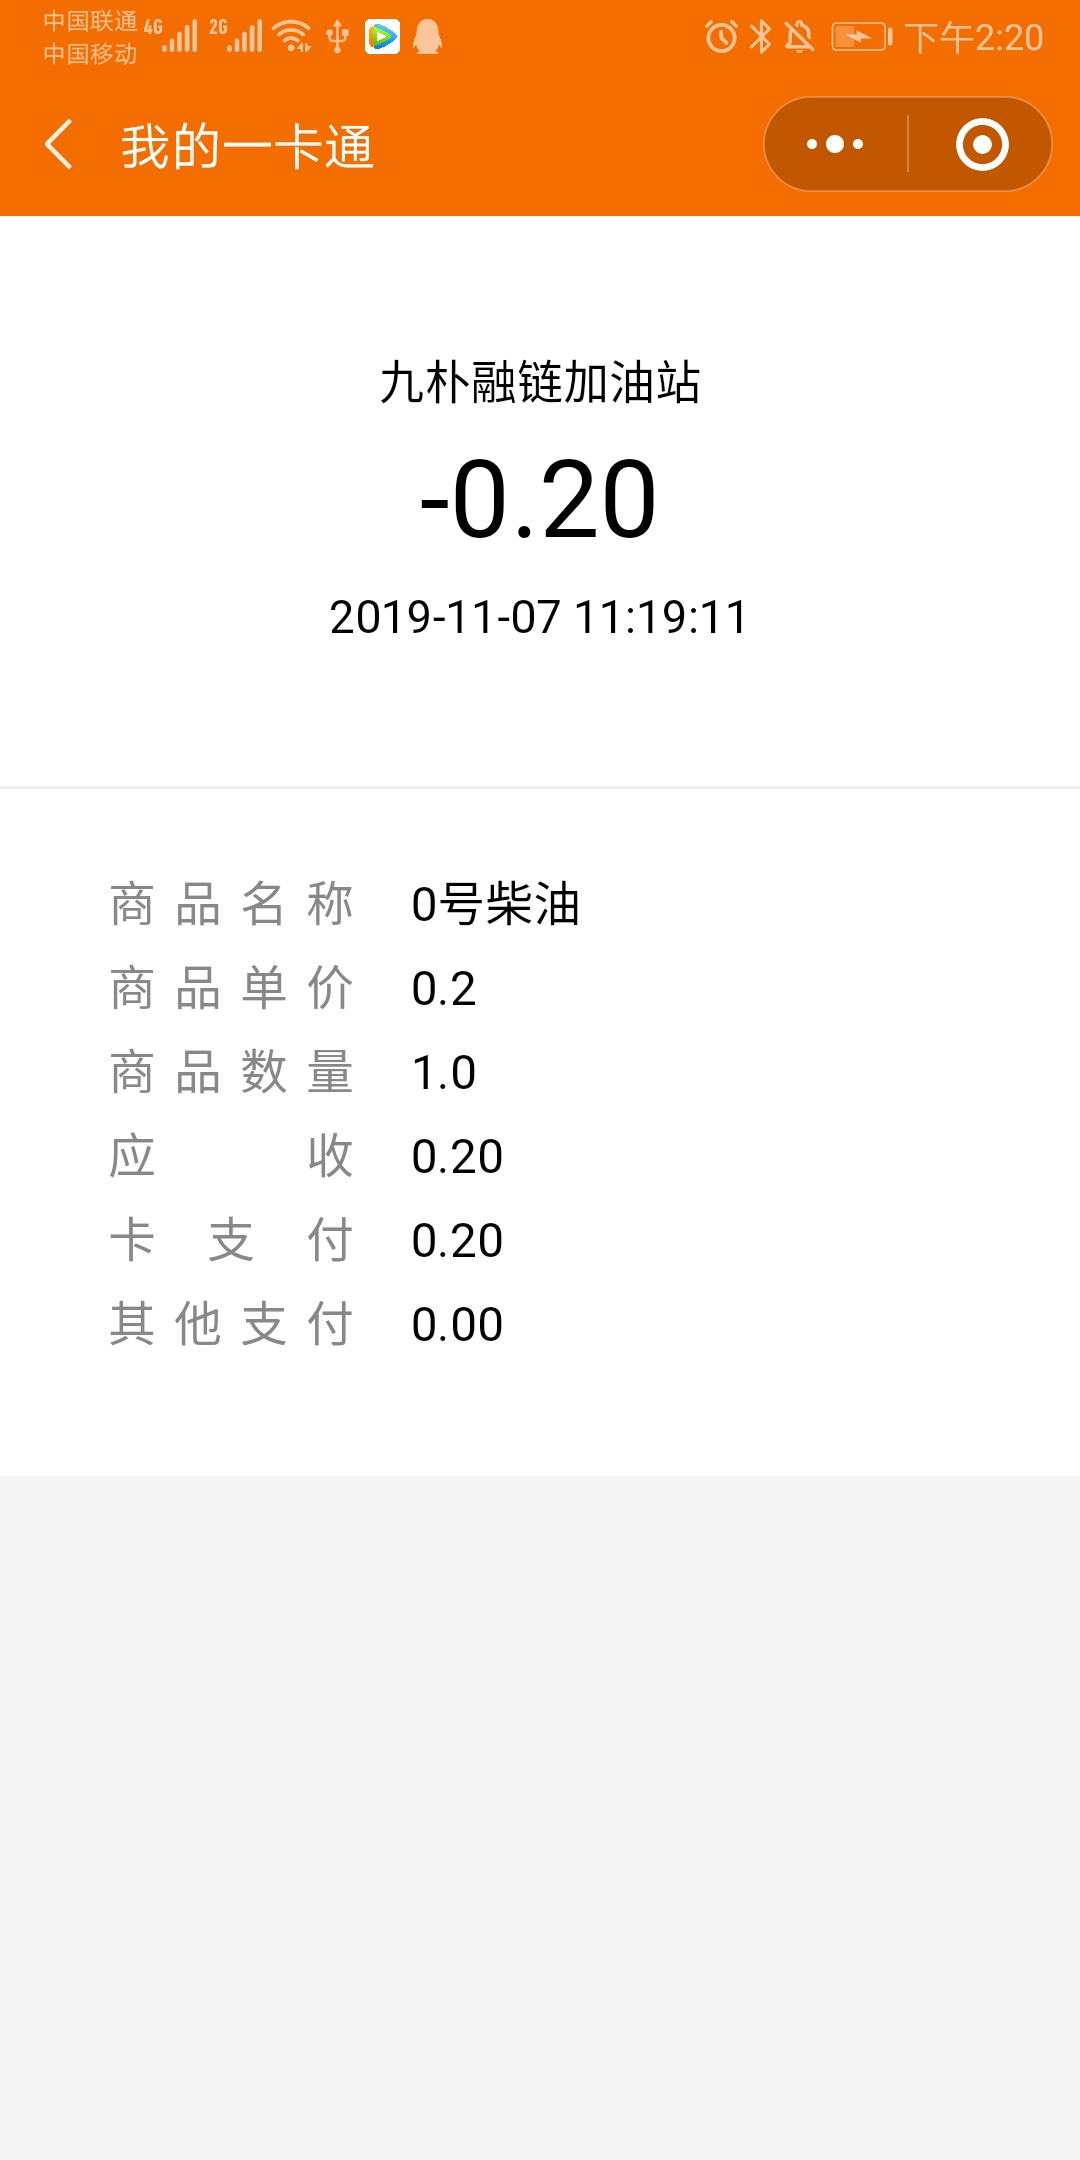 中国联通 4G 2G 下午2:20
中国移动
我的一卡通
九朴融链加油站
-0.20
2019-11-07 11:19:11
商品名称 0号柴油
商品单价 0.2
商品数量 1.0
应收 0.20
卡支付 0.20
其他支付 0.00